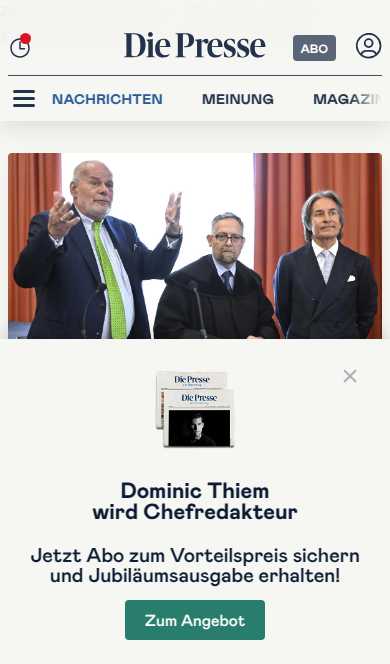 Die Presse
ABO
NACHRICHTEN MEINUNG MAGAZIN
Die Presse
Die Presse
Dominic Thiem
wird Chefredakteur
Jetzt Abo zum Vorteilspreis sichern
und Jubiläumsausgabe erhalten!
Zum Angebot